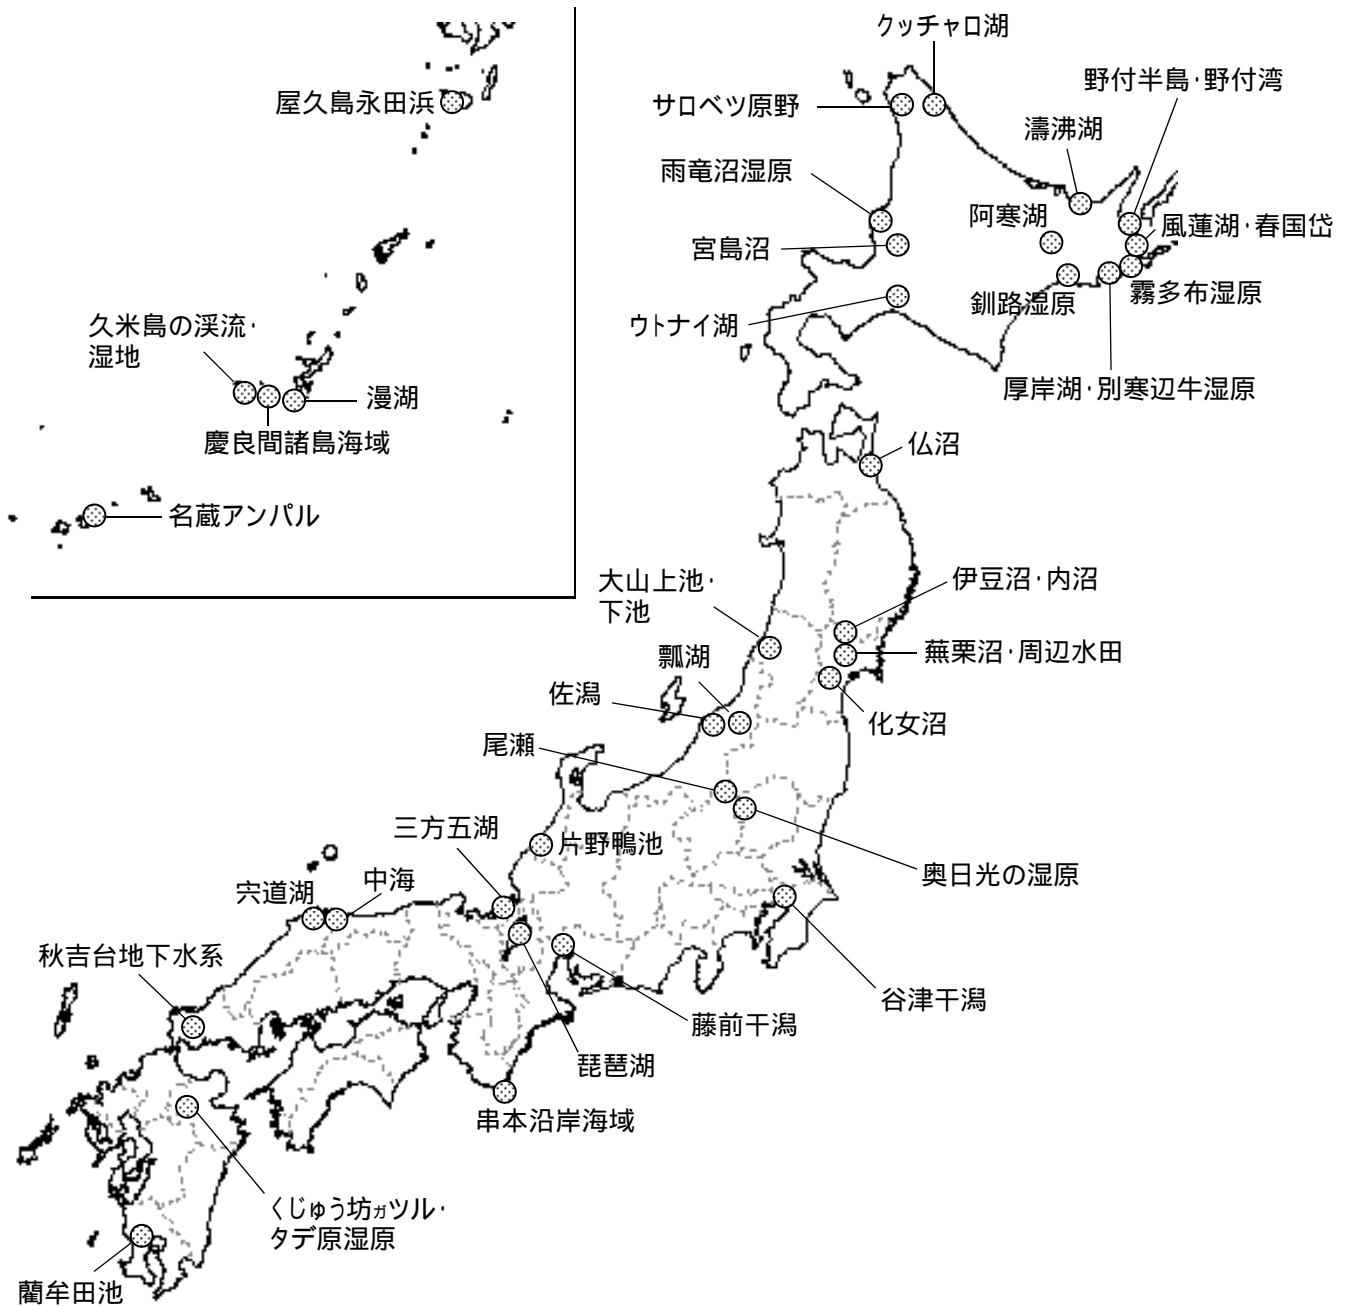 クッチャロ湖
屋久島永田浜
サロベツ原野
野付半島・野付湾
濤沸湖
雨竜沼湿原
阿寒湖
風蓮湖・春国岱
宮島沼
霧多布湿原
釧路湿原
ウトナイ湖
久米島の渓流・
湿地
厚岸湖・別寒辺牛湿原
漫湖
慶良間諸島海域
仏沼
名蔵アンパル
大山上池・
下池
伊豆沼・内沼
蕪栗沼・周辺水田
瓢湖
佐潟
化女沼
尾瀬
三方五湖
片野鴨池
奥日光の湿原
中海
宍道湖
秋吉台地下水系
谷津干潟
藤前干潟
琵琶湖
串本沿岸海域
くじゅう坊ガツル・
タデ原湿原
藺牟田池